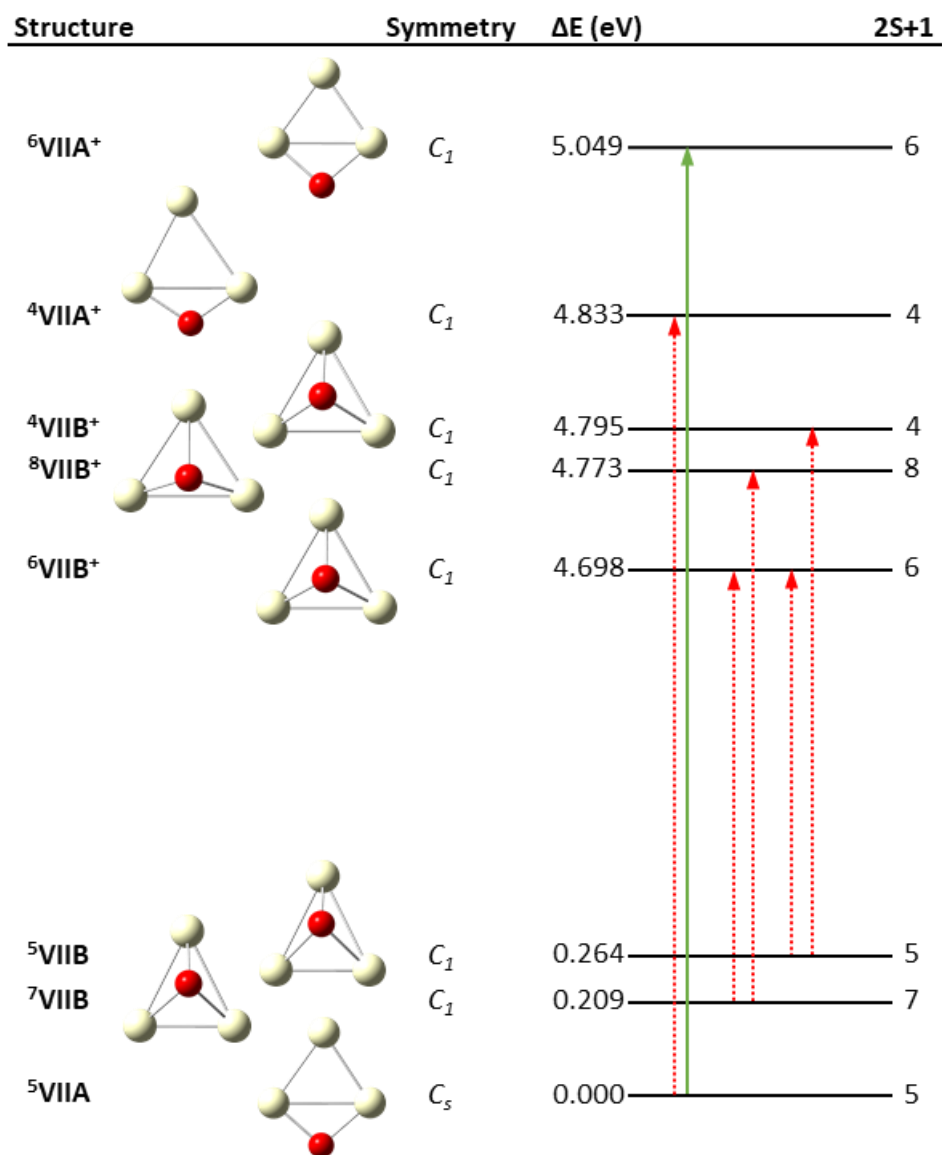 Structure Symmetry ΔE (eV) 2S+1
⁶VIIA⁺ C₁ 5.049 6
⁴VIIA⁺ C₁ 4.833 4
⁴VIIB⁺ C₁ 4.795 4
⁸VIIB⁺ C₁ 4.773 8
⁶VIIB⁺ C₁ 4.698 6
⁵VIIB C₁ 0.264 5
⁷VIIB C₁ 0.209 7
⁵VIIA Cₛ 0.000 5